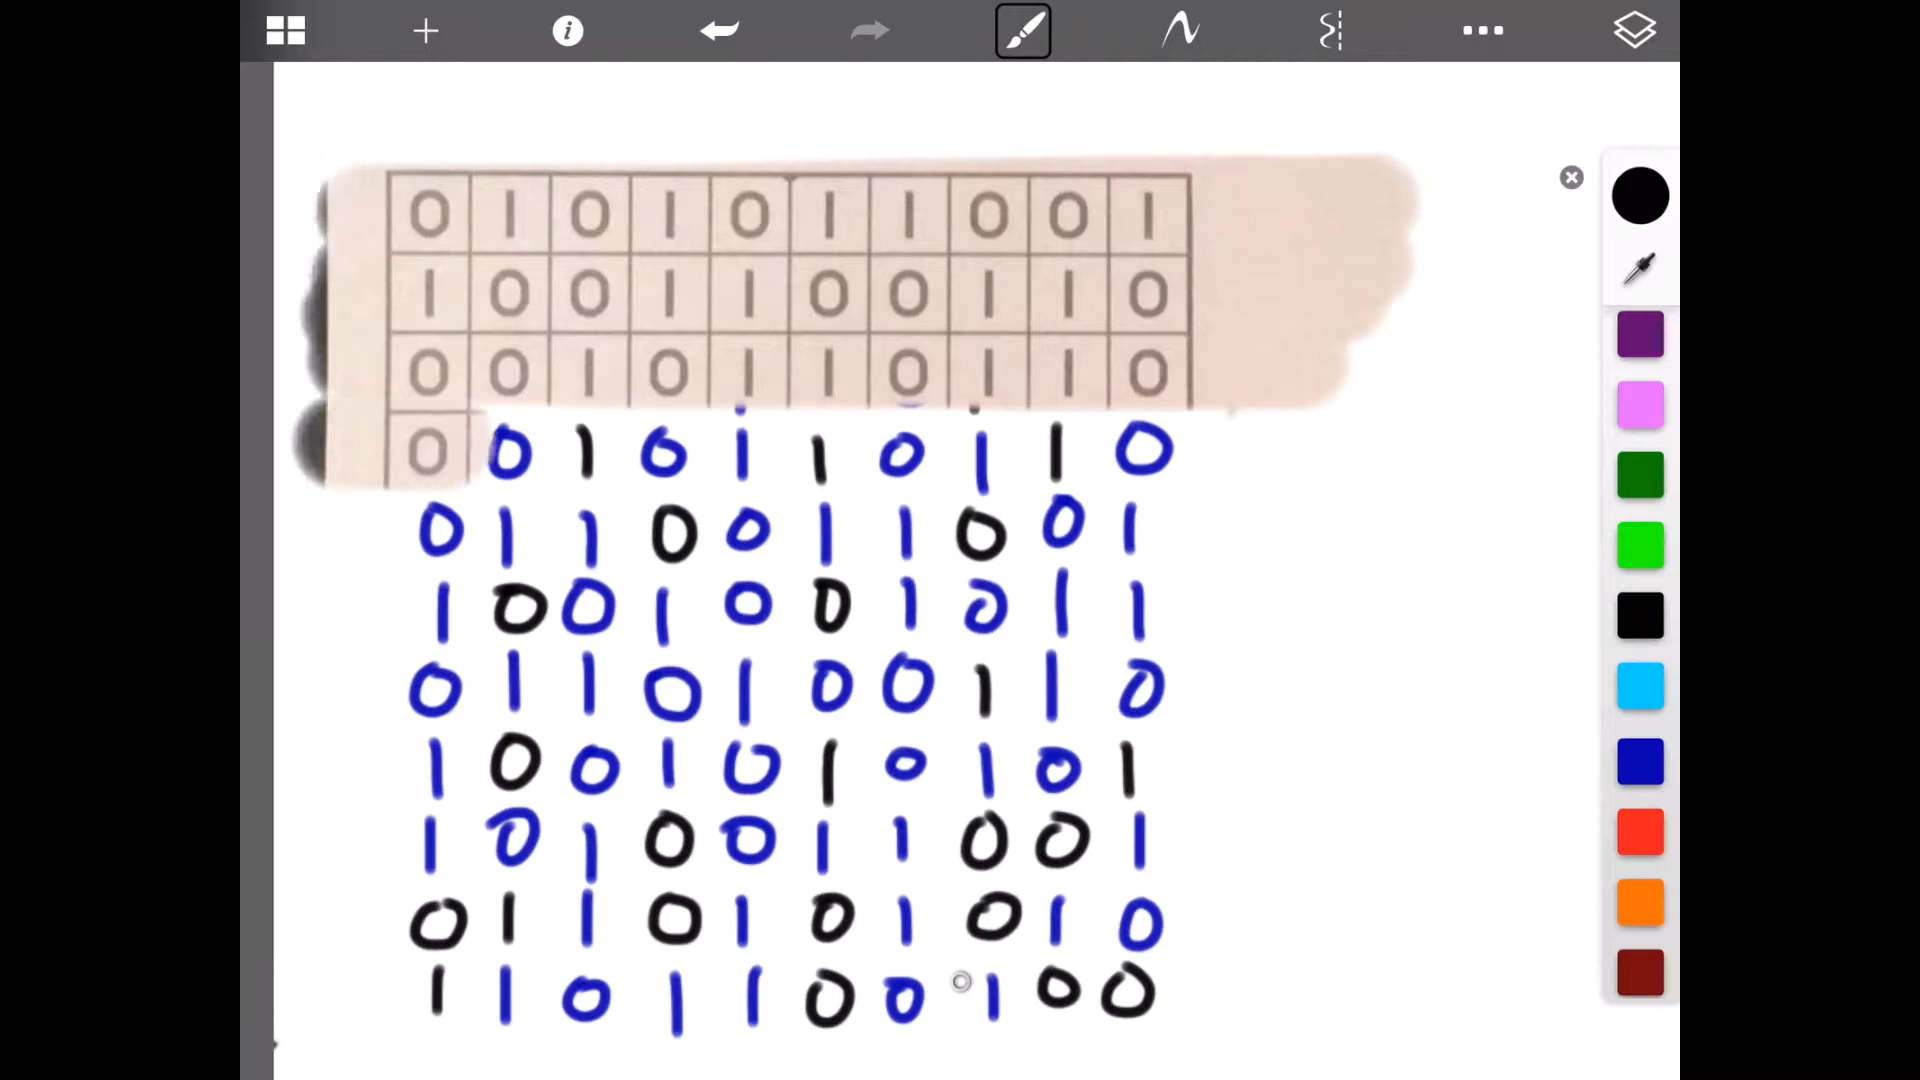 0 1 0 1 0 1 1 0 0 1
1 0 0 1 1 0 0 1 1 0
0 0 1 0 1 1 0 1 1 0
0 0 1 0 1 1 0 1 1 0
0 1 1 0 0 1 1 0 0 1
1 0 0 1 0 0 1 0 1 1
0 1 1 0 1 0 0 1 1 0
1 0 0 1 0 1 0 1 0 1
1 0 1 0 0 1 1 0 0 1
0 1 1 0 1 0 1 0 1 0
1 1 0 1 1 0 0 1 0 0